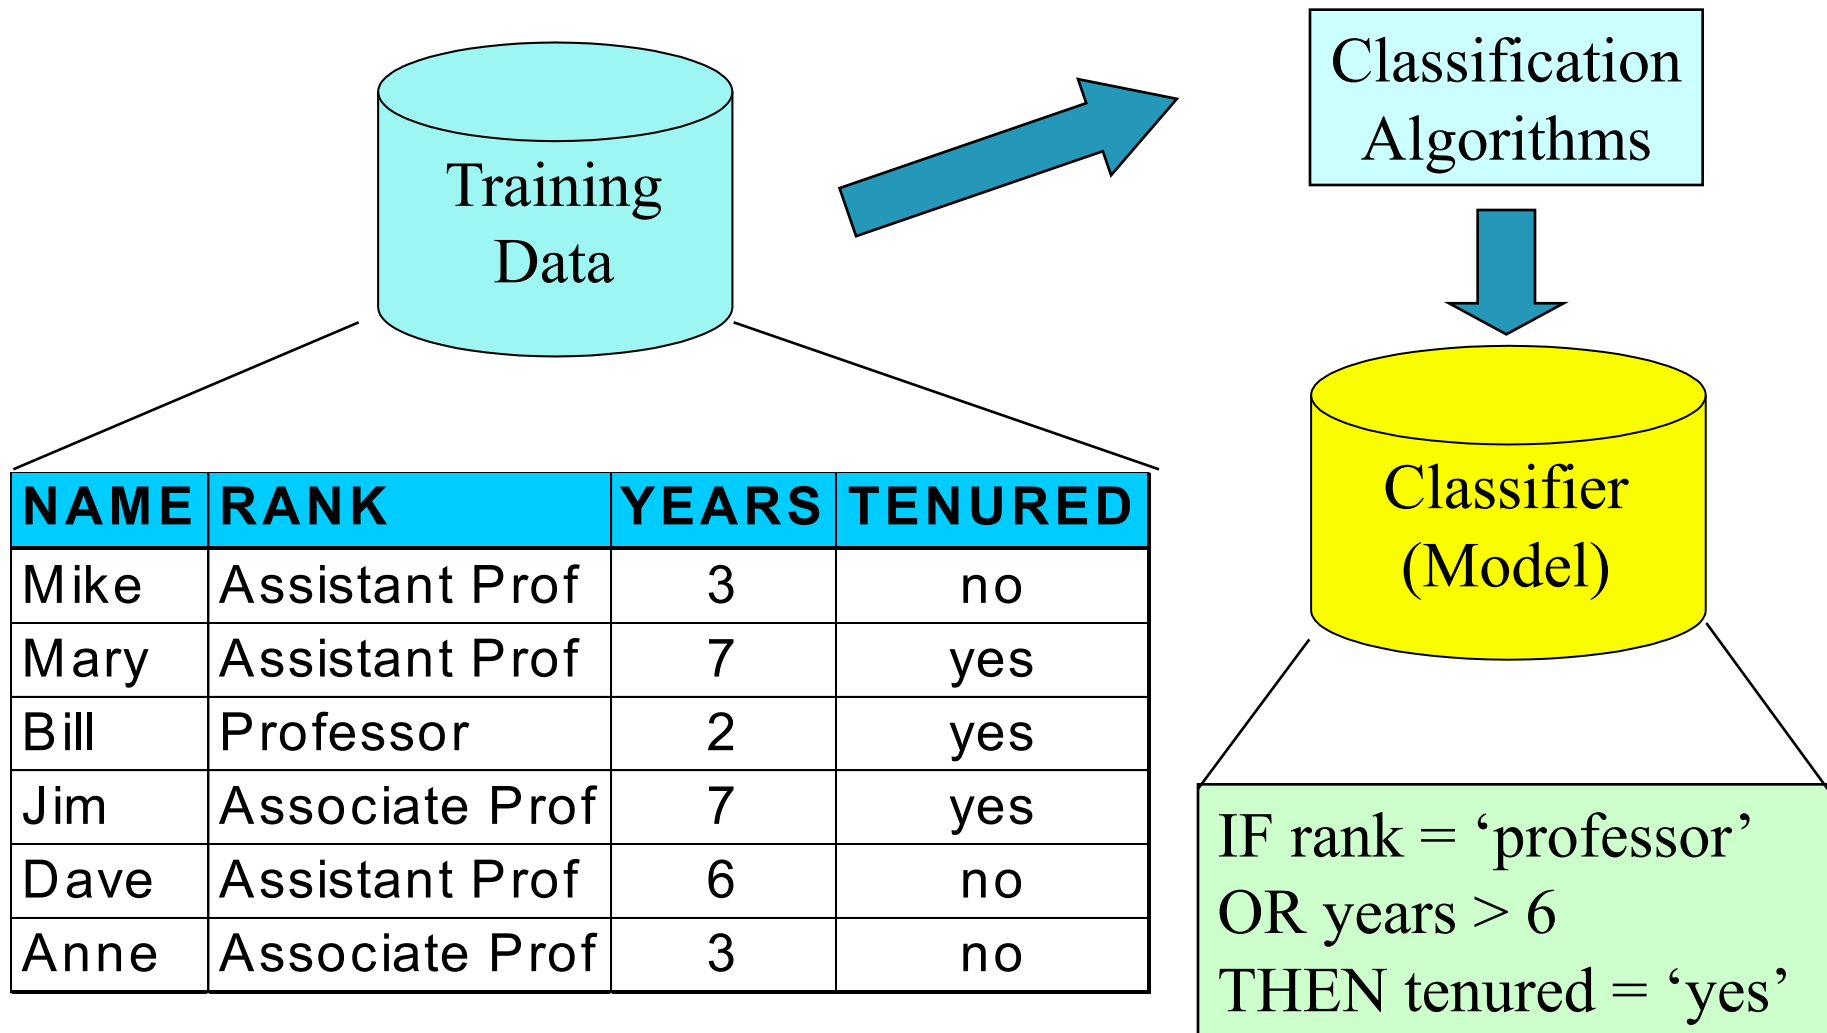 Training
Data
Classification
Algorithms
Classifier
(Model)
NAME RANK YEARS TENURED
Mike Assistant Prof 3 no
Mary Assistant Prof 7 yes
Bill Professor 2 yes
Jim Associate Prof 7 yes
Dave Assistant Prof 6 no
Anne Associate Prof 3 no
IF rank = ‘professor’
OR years > 6
THEN tenured = ‘yes’